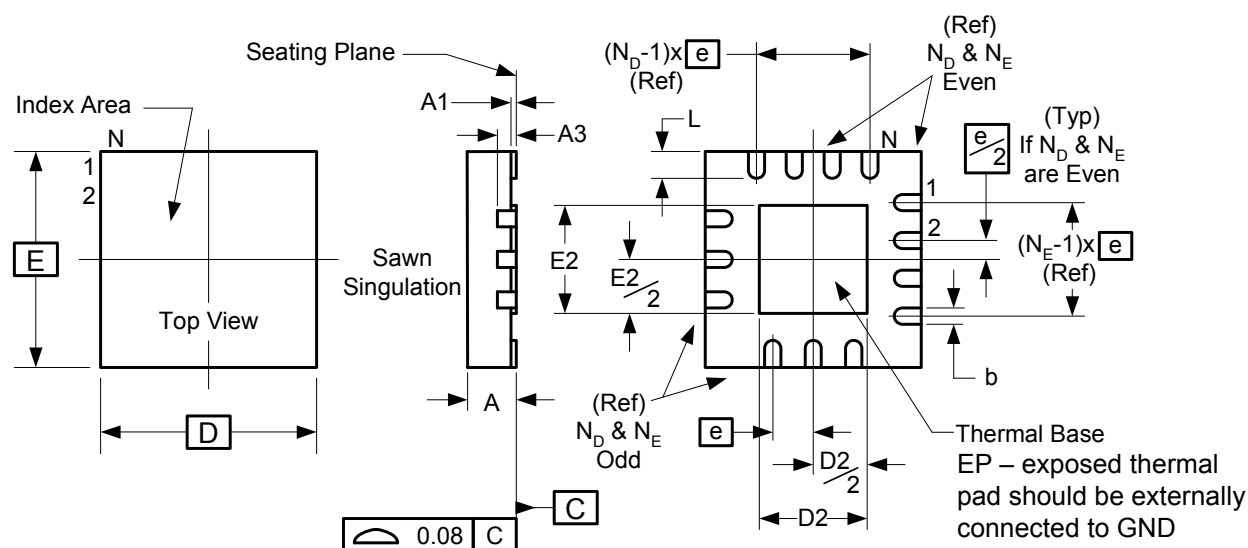 Seating Plane
Index Area
N
1
2
E
Top View
D
A1
A3
Sawn
Singulation
A
C
0.08 C
(N_D-1)x e
(Ref)
(Ref)
N_D & N_E
Even
L
N
e/2
(Typ)
If N_D & N_E
are Even
1
2
(N_E-1)x e
(Ref)
E2
E2/2
b
(Ref)
N_D & N_E
Odd
e
D2/2
D2
Thermal Base
EP – exposed thermal
pad should be externally
connected to GND